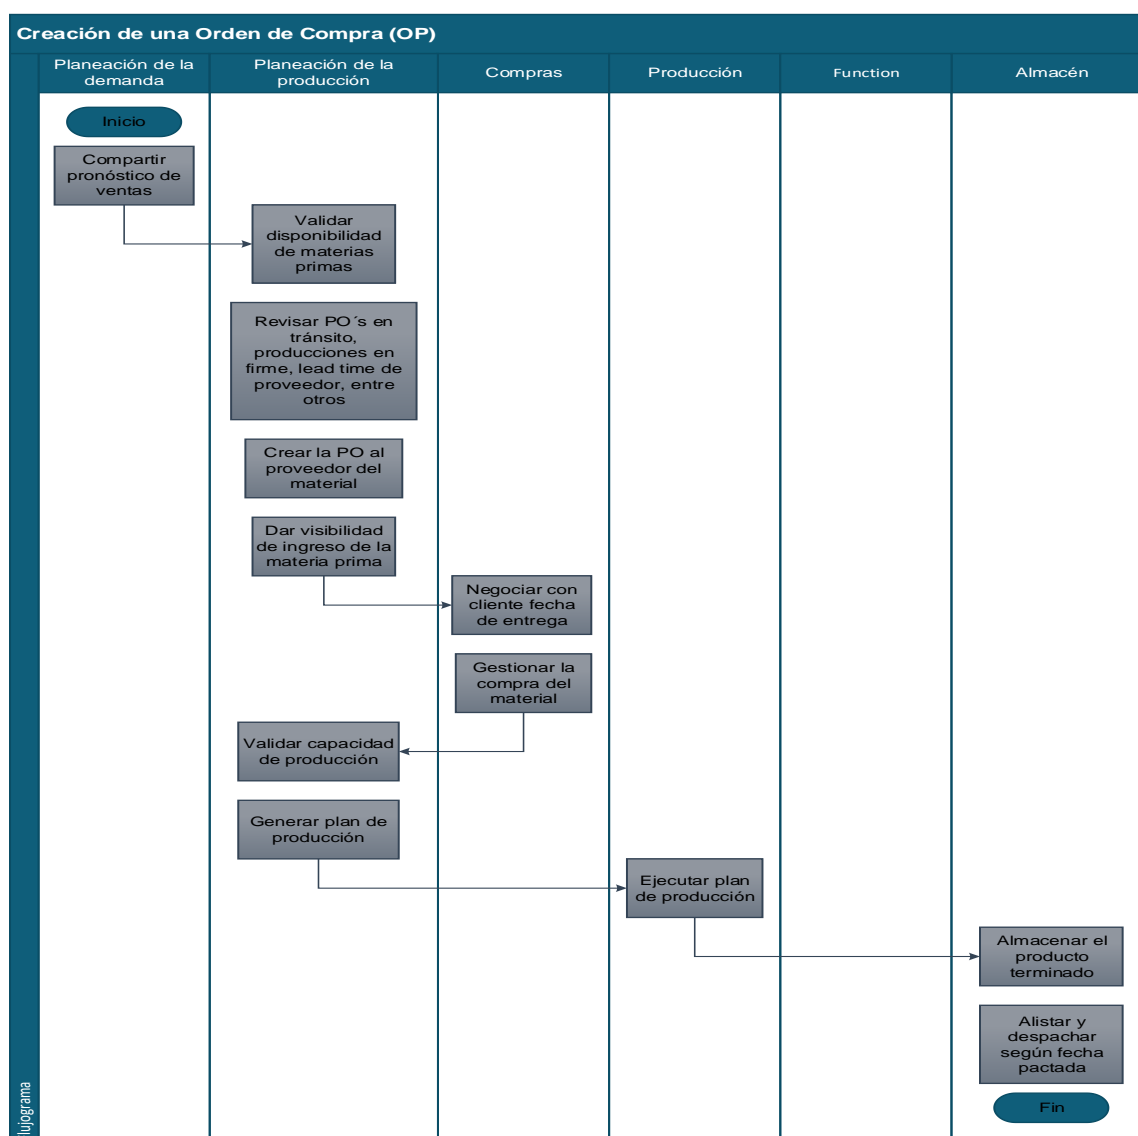 Creación de una Orden de Compra (OP)
Planeación de la
demanda
Planeación de la
producción
Compras
Producción
Function
Almacén
Inicio
Compartir
pronóstico de
ventas
Validar
disponibilidad
de materias
primas
Revisar PO´s en
tránsito,
producciones en
firme, lead time de
proveedor, entre
otros
Crear la PO al
proveedor del
material
Dar visibilidad
de ingreso de la
materia prima
Negociar con
cliente fecha
de entrega
Gestionar la
compra del
material
Validar capacidad
de producción
Generar plan de
producción
Ejecutar plan
de producción
Almacenar el
producto
terminado
Alistar y
despachar
según fecha
pactada
Fin
lujograma